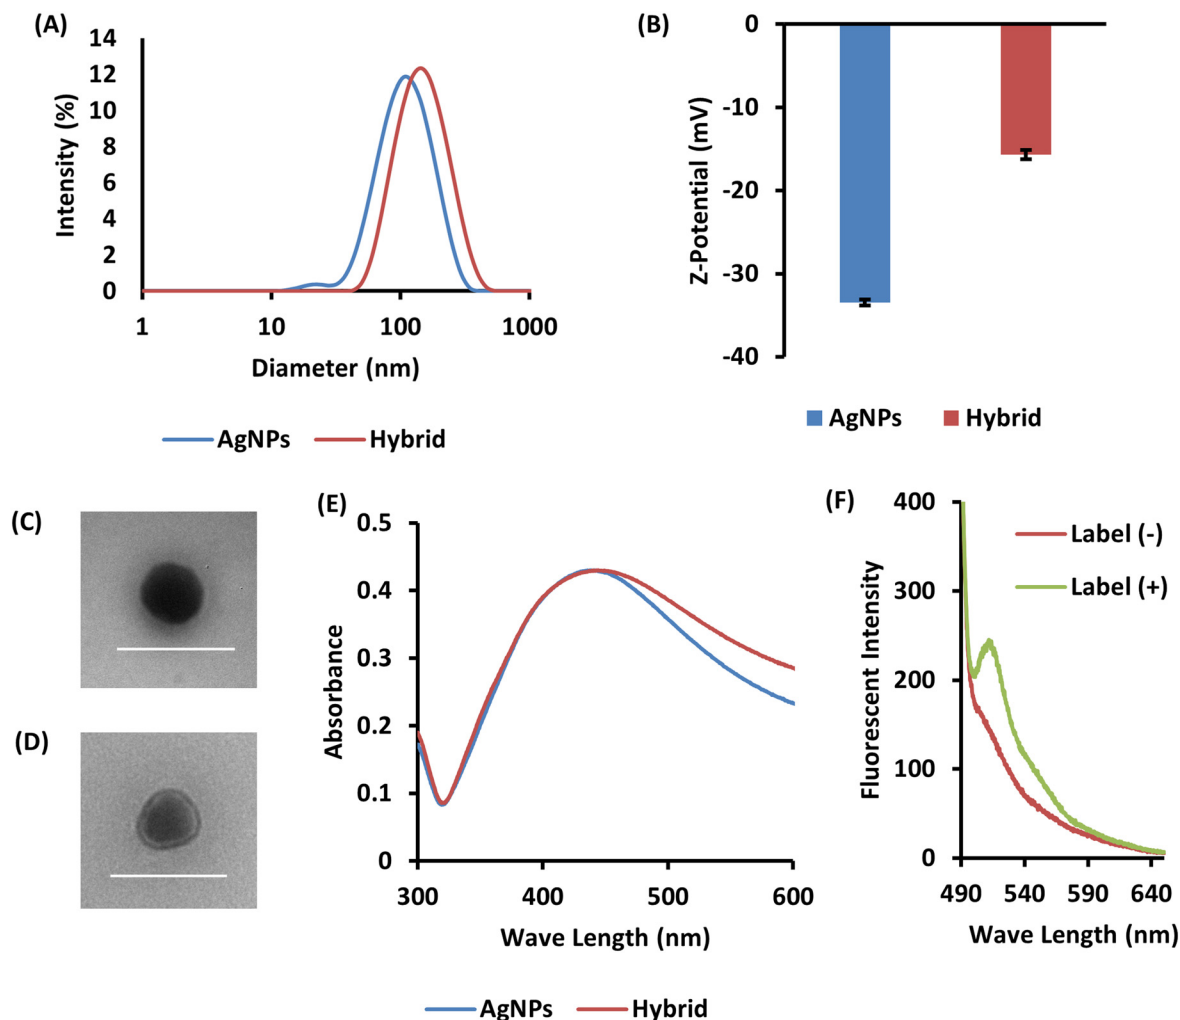 (A)
14
12
10
8
6
4
2
0
Intensity (%)
1 10 100 1000
Diameter (nm)
AgNPs Hybrid
(B)
0
-10
-20
-30
-40
Z-Potential (mV)
AgNPs Hybrid
(C)
(D)
(E)
0.5
0.4
0.3
0.2
0.1
0
Absorbance
300 400 500 600
Wave Length (nm)
AgNPs Hybrid
(F)
400
300
200
100
0
Fluorescent Intensity
Label (-)
Label (+)
490 540 590 640
Wave Length (nm)